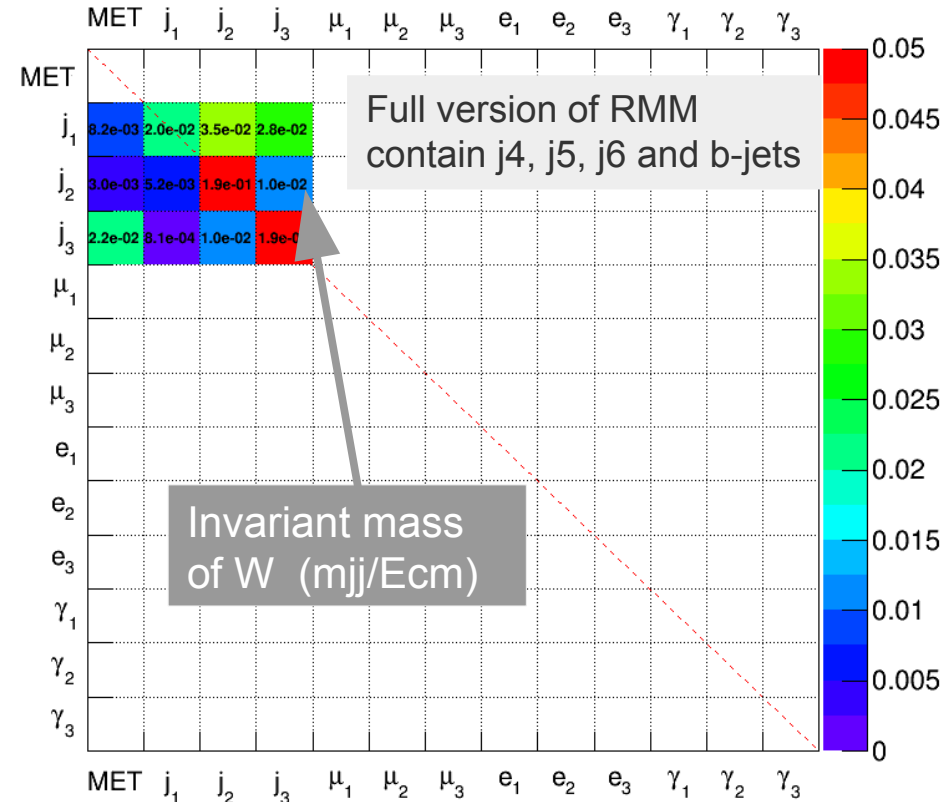 MET j₁ j₂ j₃ μ₁ μ₂ μ₃ e₁ e₂ e₃ γ₁ γ₂ γ₃
0.05
MET
Full version of RMM
contain j4, j5, j6 and b-jets
0.045
j₁ 8.2e-03 2.0e-02 3.5e-02 2.8e-02
0.04
j₂ 3.0e-03 5.2e-03 1.9e-01 1.0e-02
j₃ 2.2e-02 8.1e-04 1.0e-02
0.035
μ₁
0.03
μ₂
μ₃
0.025
e₁
0.02
e₂
Invariant mass
of W (mjj/Ecm)
0.015
e₃
γ₁
0.01
γ₂
0.005
γ₃
0
MET j₁ j₂ j₃ μ₁ μ₂ μ₃ e₁ e₂ e₃ γ₁ γ₂ γ₃